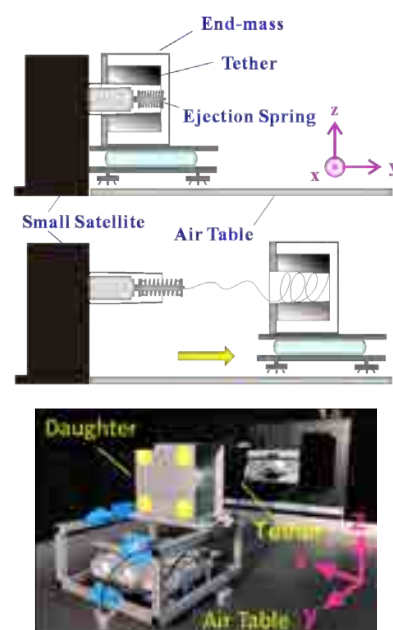 End-mass
Tether
Ejection Spring
z
x
y
Small Satellite
Air Table
Daughter
Tether
Air Table
y